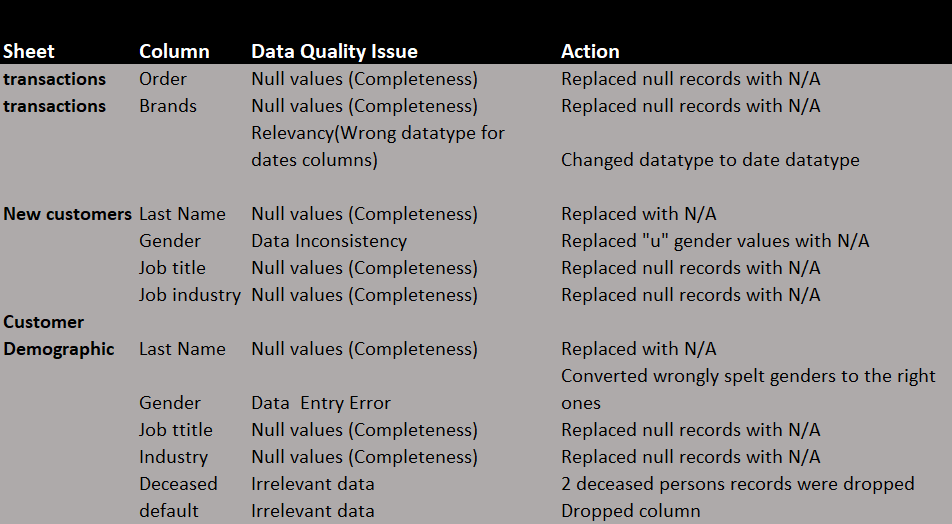 Sheet Column Data Quality Issue Action
transactions Order Null values (Completeness) Replaced null records with N/A
transactions Brands Null values (Completeness) Replaced null records with N/A
Relevancy(Wrong datatype for
dates columns) Changed datatype to date datatype
New customers Last Name Null values (Completeness) Replaced with N/A
Gender Data Inconsistency Replaced "u" gender values with N/A
Job title Null values (Completeness) Replaced null records with N/A
Job industry Null values (Completeness) Replaced null records with N/A
Customer
Demographic Last Name Null values (Completeness) Replaced with N/A
Converted wrongly spelt genders to the right
Gender Data  Entry Error ones
Job ttitle Null values (Completeness) Replaced null records with N/A
Industry Null values (Completeness) Replaced null records with N/A
Deceased Irrelevant data 2 deceased persons records were dropped
default Irrelevant data Dropped column